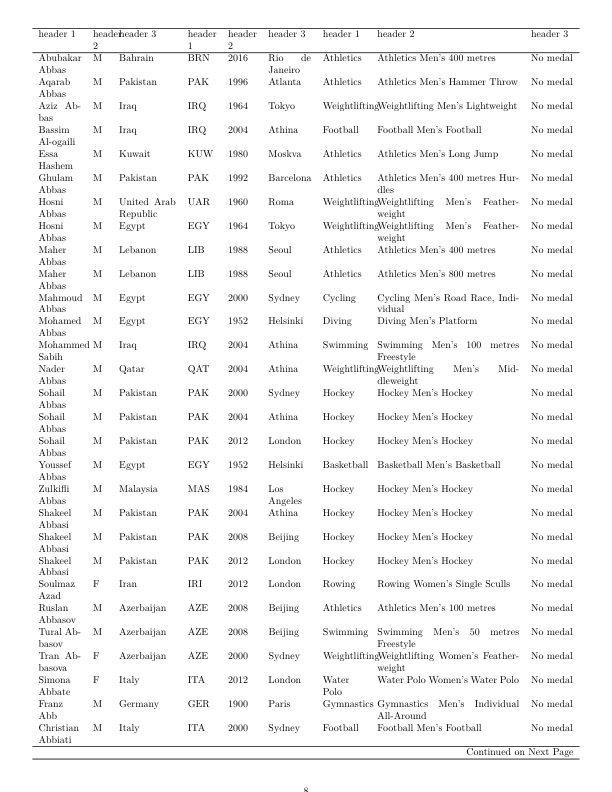 header 1 header 2 header 3 header 1 header 2 header 3 header 1 header 2 header 3
Abubakar Abbas M Bahrain BRN 2016 Rio de Janeiro Athletics Athletics Men's 400 metres No medal
Aqarab Abbas M Pakistan PAK 1996 Atlanta Athletics Athletics Men's Hammer Throw No medal
Aziz Ab-bas M Iraq IRQ 1964 Tokyo Weightlifting Weightlifting Men's Lightweight No medal
Bassim Al-ogaili M Iraq IRQ 2004 Athina Football Football Men's Football No medal
Essa Hashem M Kuwait KUW 1980 Moskva Athletics Athletics Men's Long Jump No medal
Ghulam Abbas M Pakistan PAK 1992 Barcelona Athletics Athletics Men's 400 metres Hur-dles No medal
Hosni Abbas M United Arab Republic UAR 1960 Roma Weightlifting Weightlifting Men's Feather-weight No medal
Hosni Abbas M Egypt EGY 1964 Tokyo Weightlifting Weightlifting Men's Feather-weight No medal
Maher Abbas M Lebanon LIB 1988 Seoul Athletics Athletics Men's 400 metres No medal
Maher Abbas M Lebanon LIB 1988 Seoul Athletics Athletics Men's 800 metres No medal
Mahmoud Abbas M Egypt EGY 2000 Sydney Cycling Cycling Men's Road Race, Indi-vidual No medal
Mohamed Abbas M Egypt EGY 1952 Helsinki Diving Diving Men's Platform No medal
Mohammed Sabih M Iraq IRQ 2004 Athina Swimming Swimming Men's 100 metres Freestyle No medal
Nader Abbas M Qatar QAT 2004 Athina Weightlifting Weightlifting Men's Mid-dleweight No medal
Sohail Abbas M Pakistan PAK 2000 Sydney Hockey Hockey Men's Hockey No medal
Sohail Abbas M Pakistan PAK 2004 Athina Hockey Hockey Men's Hockey No medal
Sohail Abbas M Pakistan PAK 2012 London Hockey Hockey Men's Hockey No medal
Youssef Abbas M Egypt EGY 1952 Helsinki Basketball Basketball Men's Basketball No medal
Zulkifli Abbas M Malaysia MAS 1984 Los Angeles Hockey Hockey Men's Hockey No medal
Shakeel Abbasi M Pakistan PAK 2004 Athina Hockey Hockey Men's Hockey No medal
Shakeel Abbasi M Pakistan PAK 2008 Beijing Hockey Hockey Men's Hockey No medal
Shakeel Abbasi M Pakistan PAK 2012 London Hockey Hockey Men's Hockey No medal
Soulmaz Azad F Iran IRI 2012 London Rowing Rowing Women's Single Sculls No medal
Ruslan Abbasov M Azerbaijan AZE 2008 Beijing Athletics Athletics Men's 100 metres No medal
Tural Ab-basov M Azerbaijan AZE 2008 Beijing Swimming Swimming Men's 50 metres Freestyle No medal
Tran Ab-basova F Azerbaijan AZE 2000 Sydney Weightlifting Weightlifting Women's Feather-weight No medal
Simona Abbate F Italy ITA 2012 London Water Polo Water Polo Women's Water Polo No medal
Franz Abb M Germany GER 1900 Paris Gymnastics Gymnastics Men's Individual All-Around No medal
Christian Abbiati M Italy ITA 2000 Sydney Football Football Men's Football No medal
Continued on Next Page
8